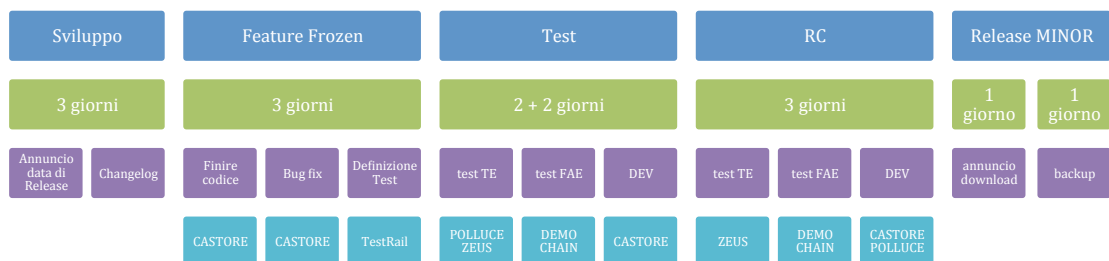 Sviluppo
Feature Frozen
Test
RC
Release MINOR
3 giorni
3 giorni
2 + 2 giorni
3 giorni
1
giorno
1
giorno
Annuncio
data di
Release
Changelog
Finire
codice
Bug fix
Definizione
Test
test TE
test FAE
DEV
test TE
test FAE
DEV
annuncio
download
backup
CASTORE
CASTORE
TestRail
POLLUCE
ZEUS
DEMO
CHAIN
CASTORE
ZEUS
DEMO
CHAIN
CASTORE
POLLUCE